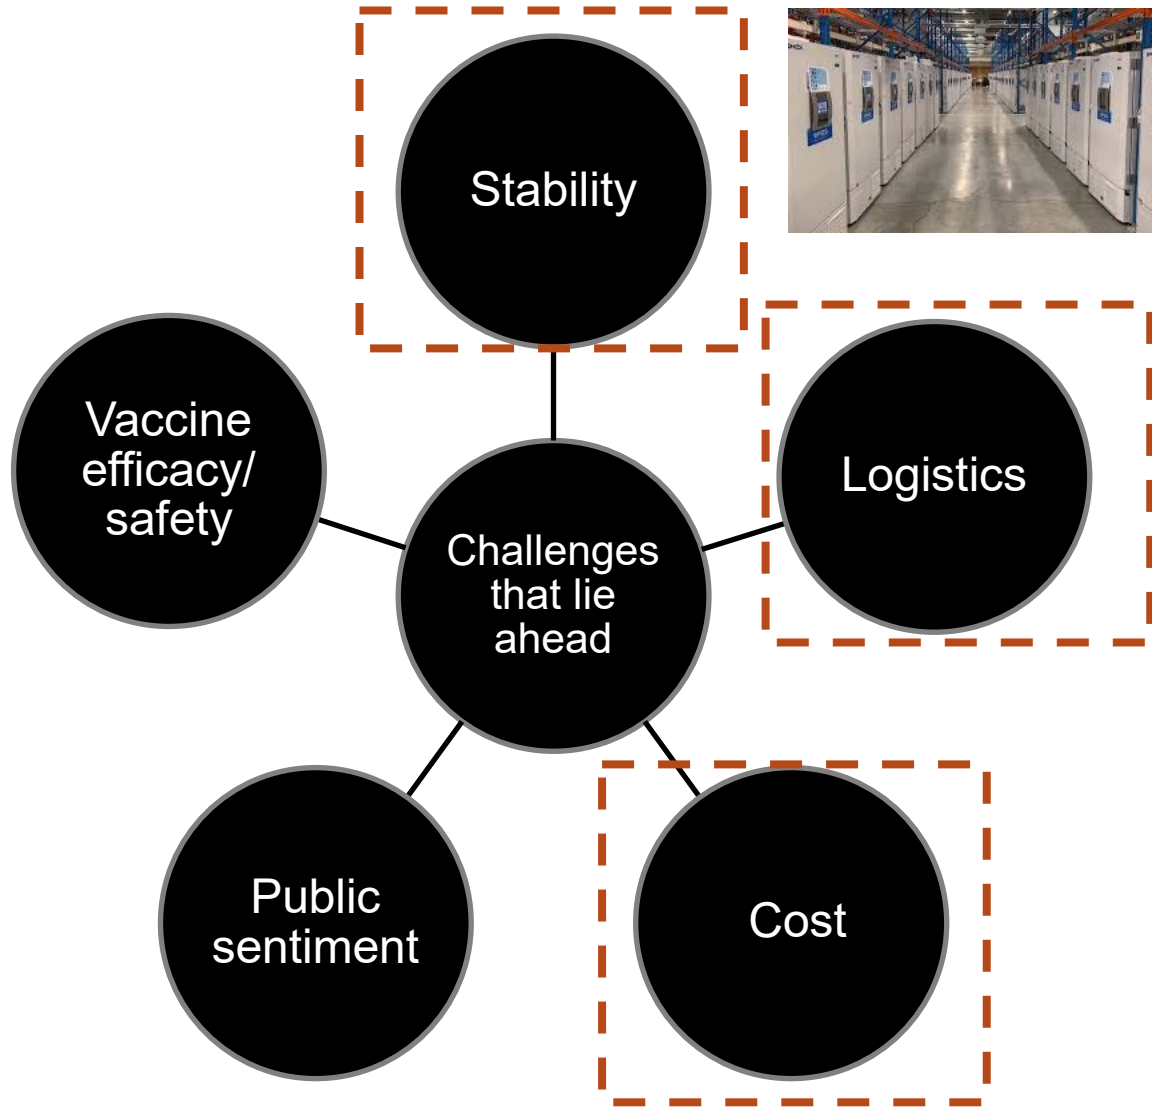 Stability
Logistics
Vaccine
efficacy/
safety
Challenges
that lie
ahead
Public
sentiment
Cost